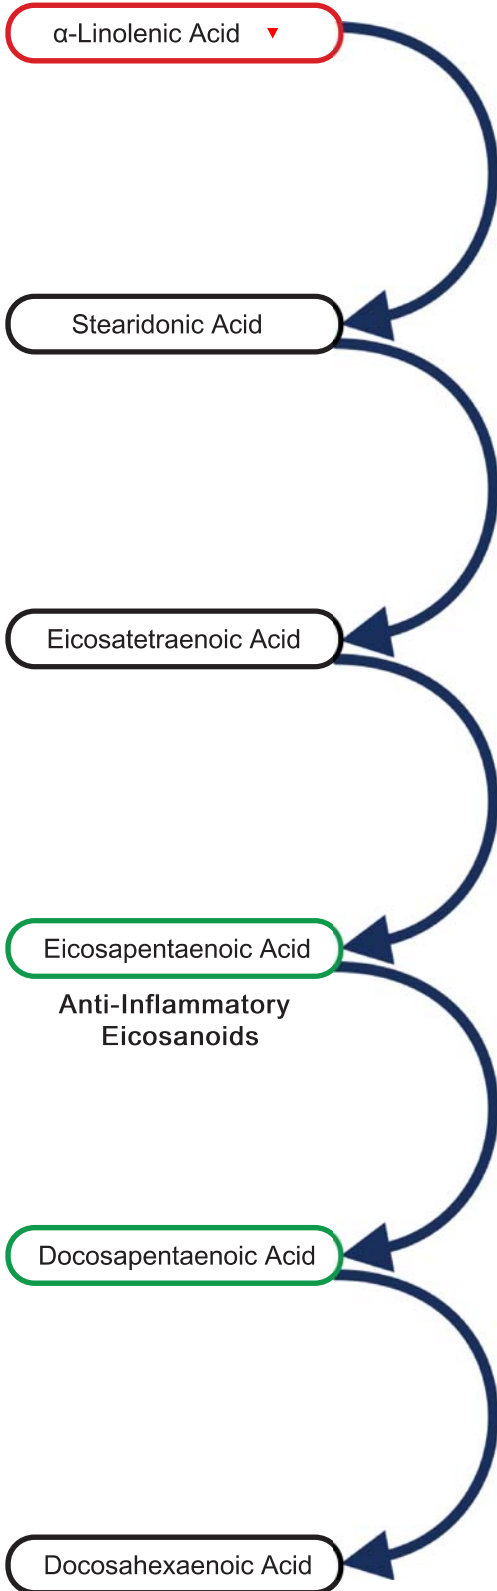 α-Linolenic Acid
Stearidonic Acid
Eicosatetraenoic Acid
Eicosapentaenoic Acid
Anti-Inflammatory
Eicosanoids
Docosapentaenoic Acid
Docosahexaenoic Acid